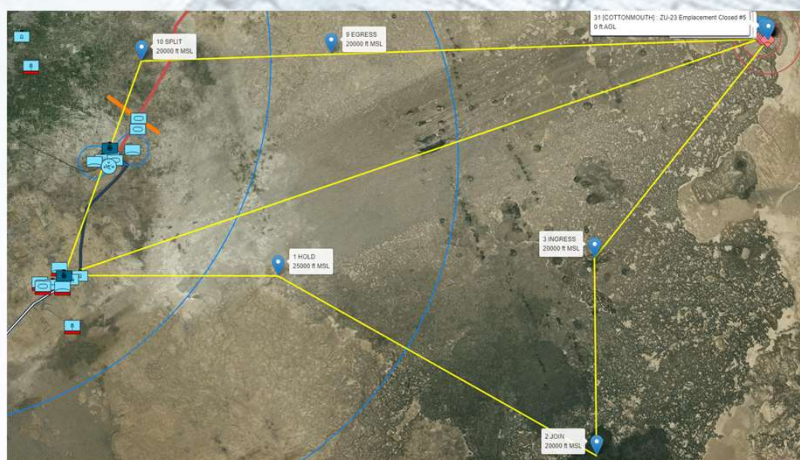 31 [COTTONMOUTH] : ZU-23 Emplacement Closed #5
0 ft AGL
10 SPLIT
20000 ft MSL
9 EGRESS
20000 ft MSL
3 INGRESS
20000 ft MSL
1 HOLD
25000 ft MSL
2 JOIN
20000 ft MSL